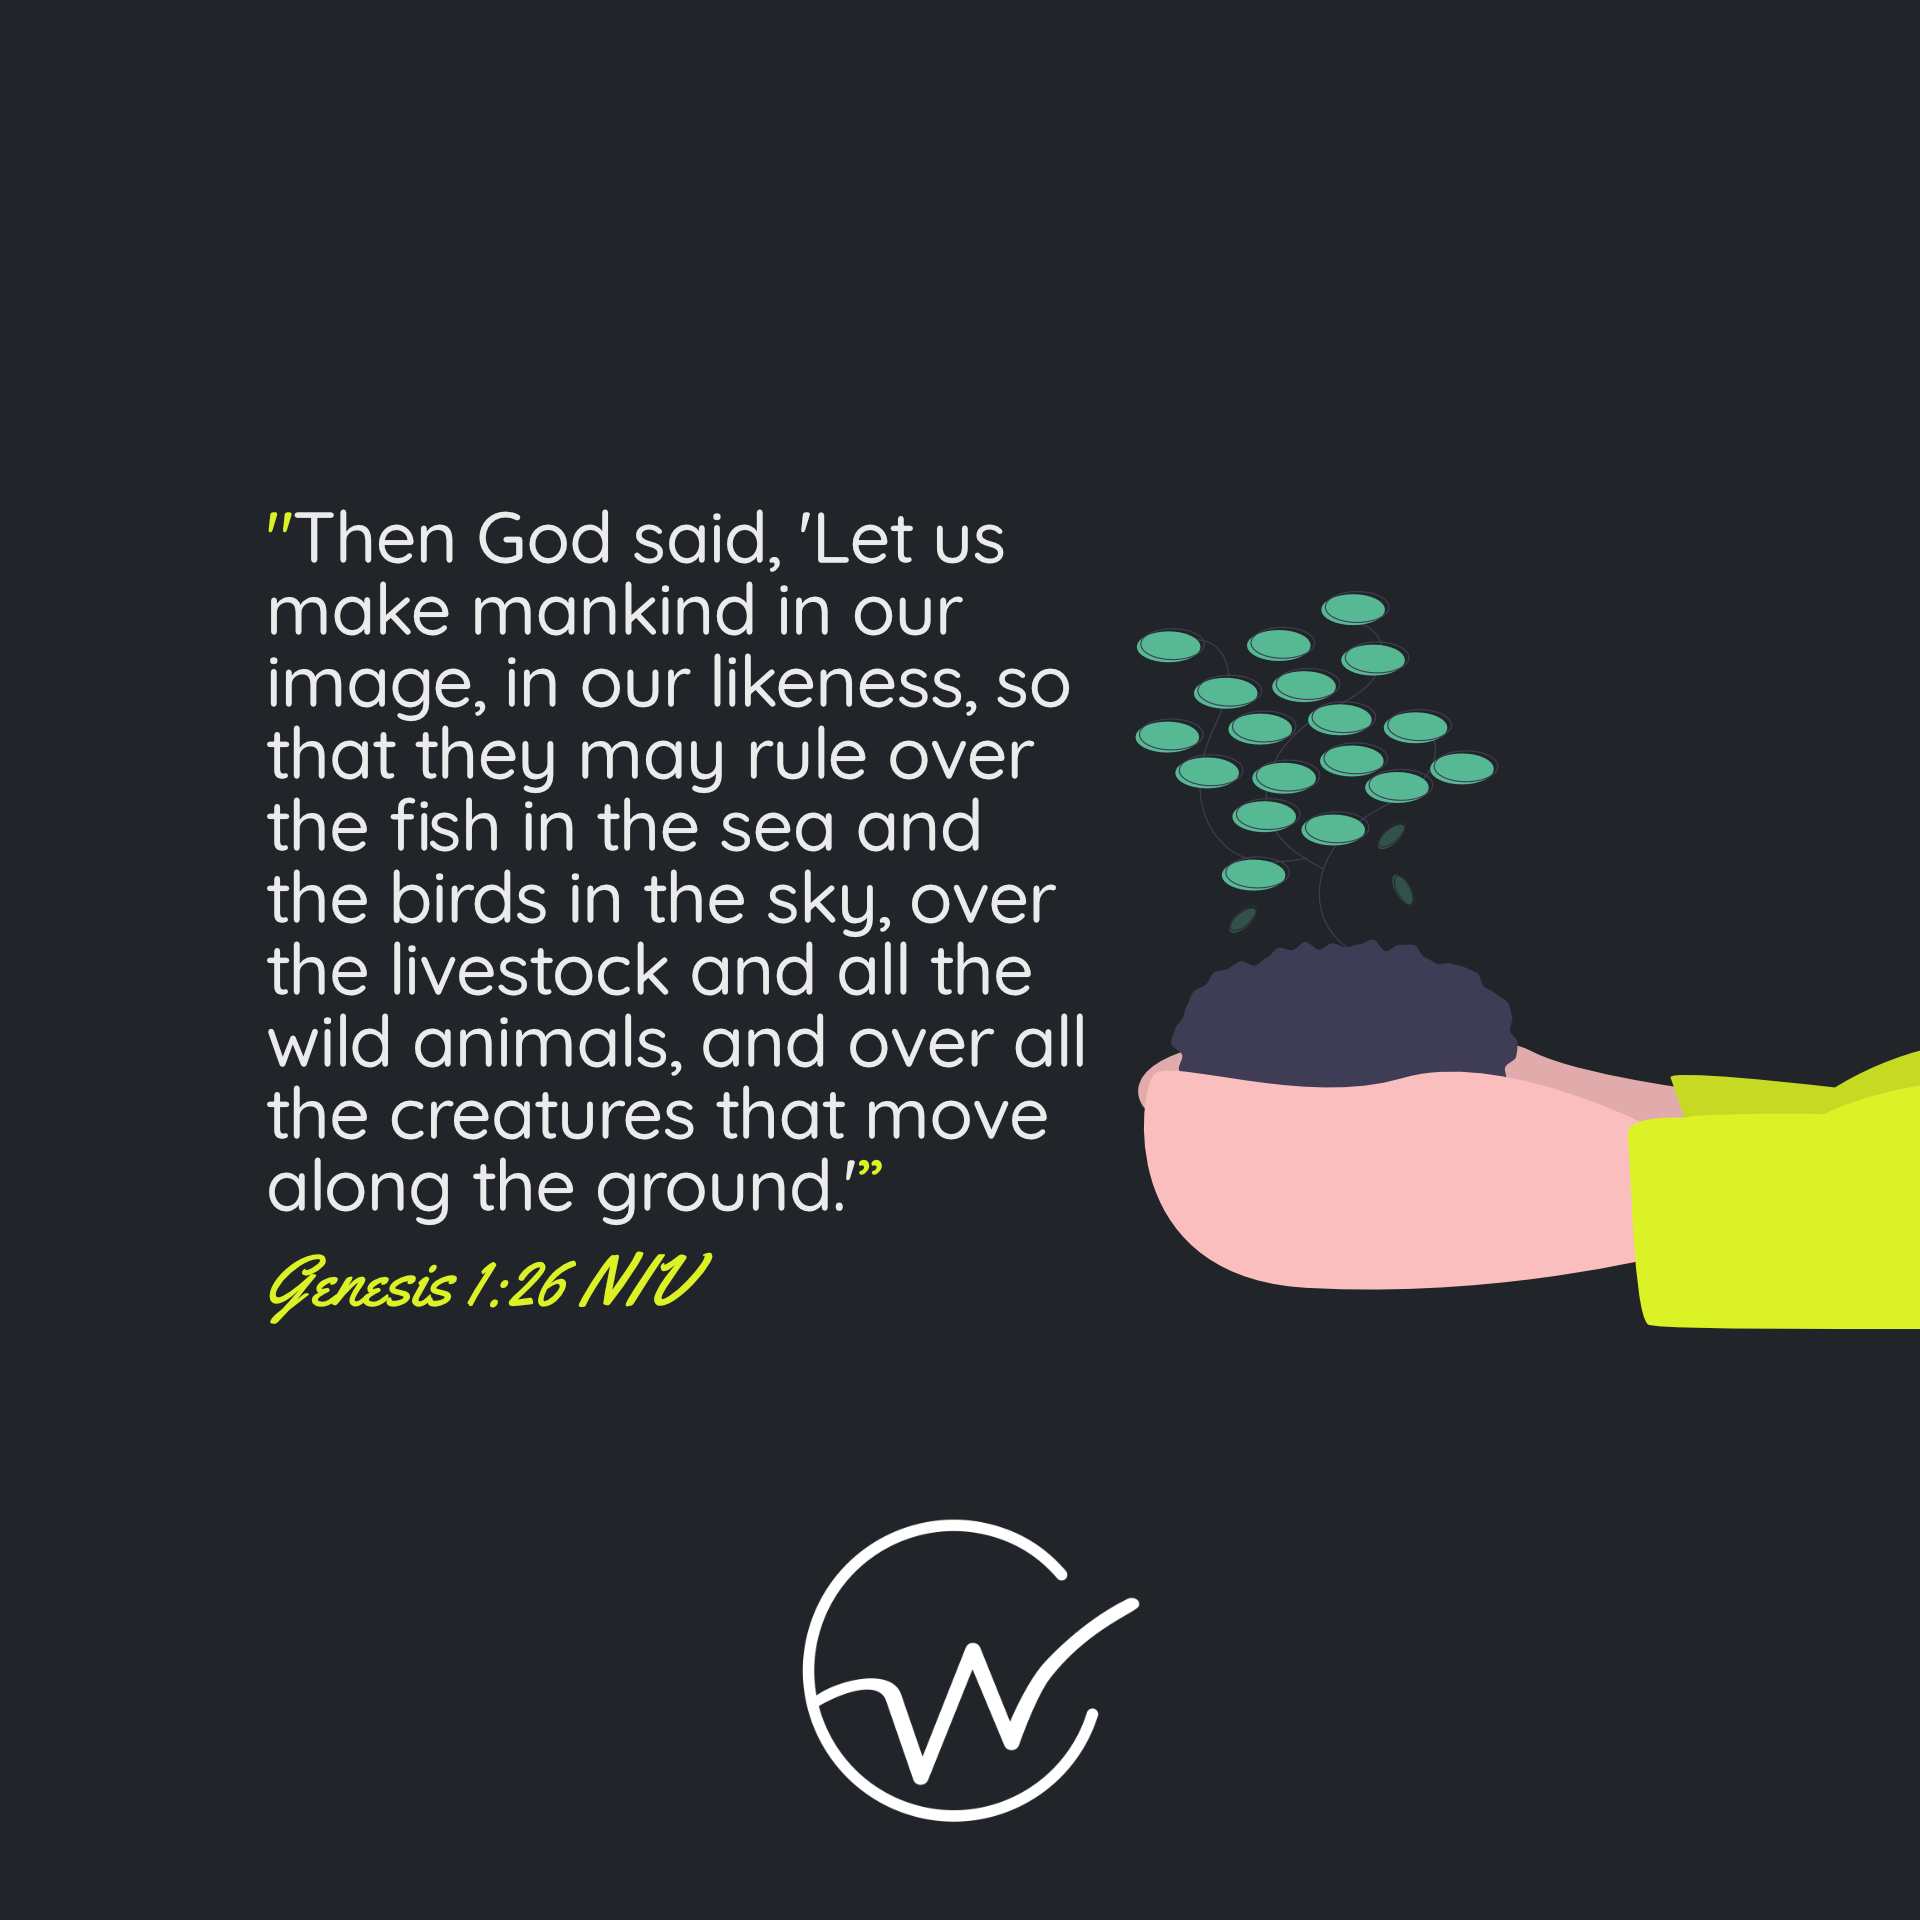 "Then God said, 'Let us
make mankind in our
image, in our likeness, so
that they may rule over
the fish in the sea and
the birds in the sky, over
the livestock and all the
wild animals, and over all
the creatures that move
along the ground.'”
Genesis 1:26 NIV